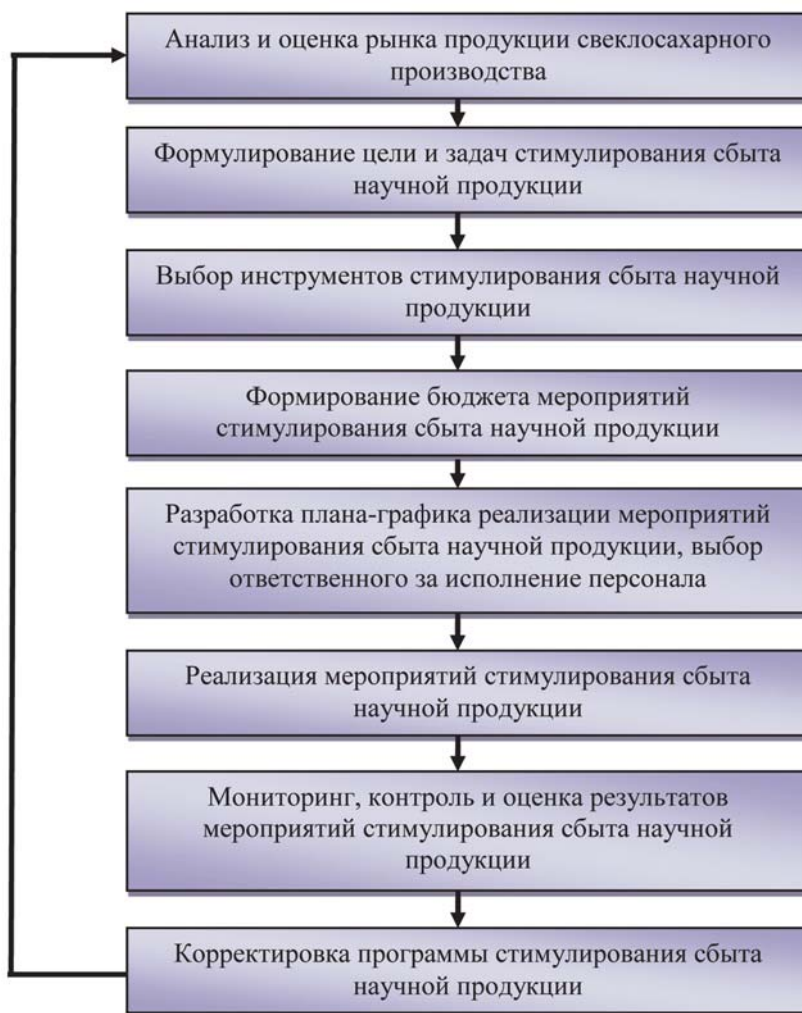 Анализ и оценка рынка продукции свеклосахарного
производства
Формулирование цели и задач стимулирования сбыта
научной продукции
Выбор инструментов стимулирования сбыта научной
продукции
Формирование бюджета мероприятий
стимулирования сбыта научной продукции
Разработка плана-графика реализации мероприятий
стимулирования сбыта научной продукции, выбор
ответственного за исполнение персонала
Реализация мероприятий стимулирования сбыта
научной продукции
Мониторинг, контроль и оценка результатов
мероприятий стимулирования сбыта научной
продукции
Корректировка программы стимулирования сбыта
научной продукции